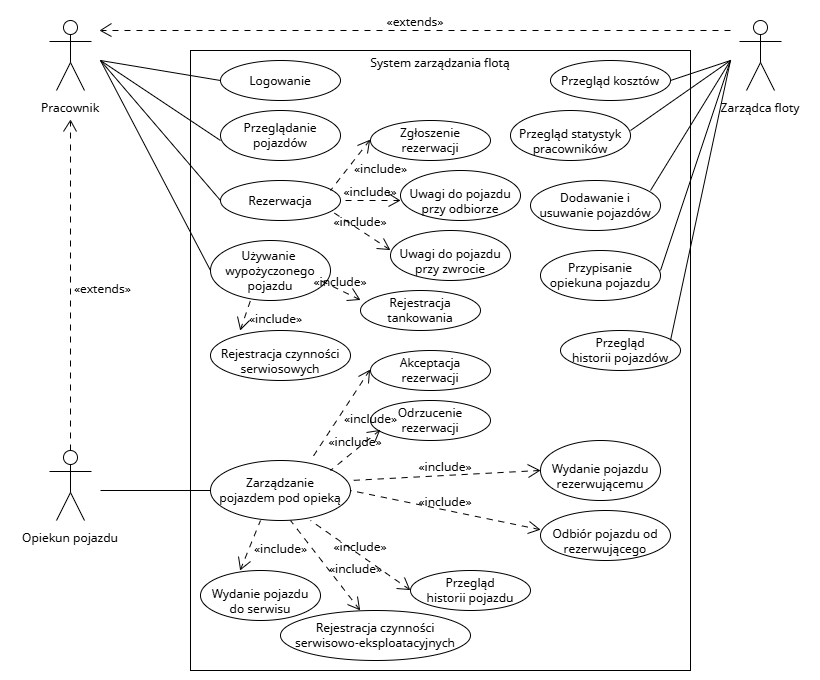 «extends»
System zarządzania flotą
Pracownik
Zarządca floty
Logowanie
Przegląd kosztów
Przeglądanie
pojazdów
Zgłoszenie
rezerwacji
Przegląd statystyk
pracowników
«include»
Rezerwacja
«include»
Uwagi do pojazdu
przy odbiorze
Dodawanie i
usuwanie pojazdów
«include»
Uwagi do pojazdu
przy zwrocie
Używanie
wypożyczonego
pojazdu
Przypisanie
opiekuna pojazdu
«include»
«extends»
Rejestracja
tankowania
«include»
Rejestracja czynności
serwiosowych
Przegląd
historii pojazdów
Akceptacja
rezerwacji
«include»
Odrzucenie
rezerwacji
«include»
Zarządzanie
pojazdem pod opieką
«include»
Wydanie pojazdu
rezerwującemu
«include»
Odbiór pojazdu od
rezerwującego
Opiekun pojazdu
«include»
«include»
«include»
Wydanie pojazdu
do serwisu
Przegląd
historii pojazdu
Rejestracja czynności
serwisowo-eksploatacyjnych